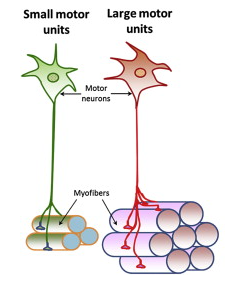 Small motor
units
Large motor
units
Motor
neurons
Myofibers